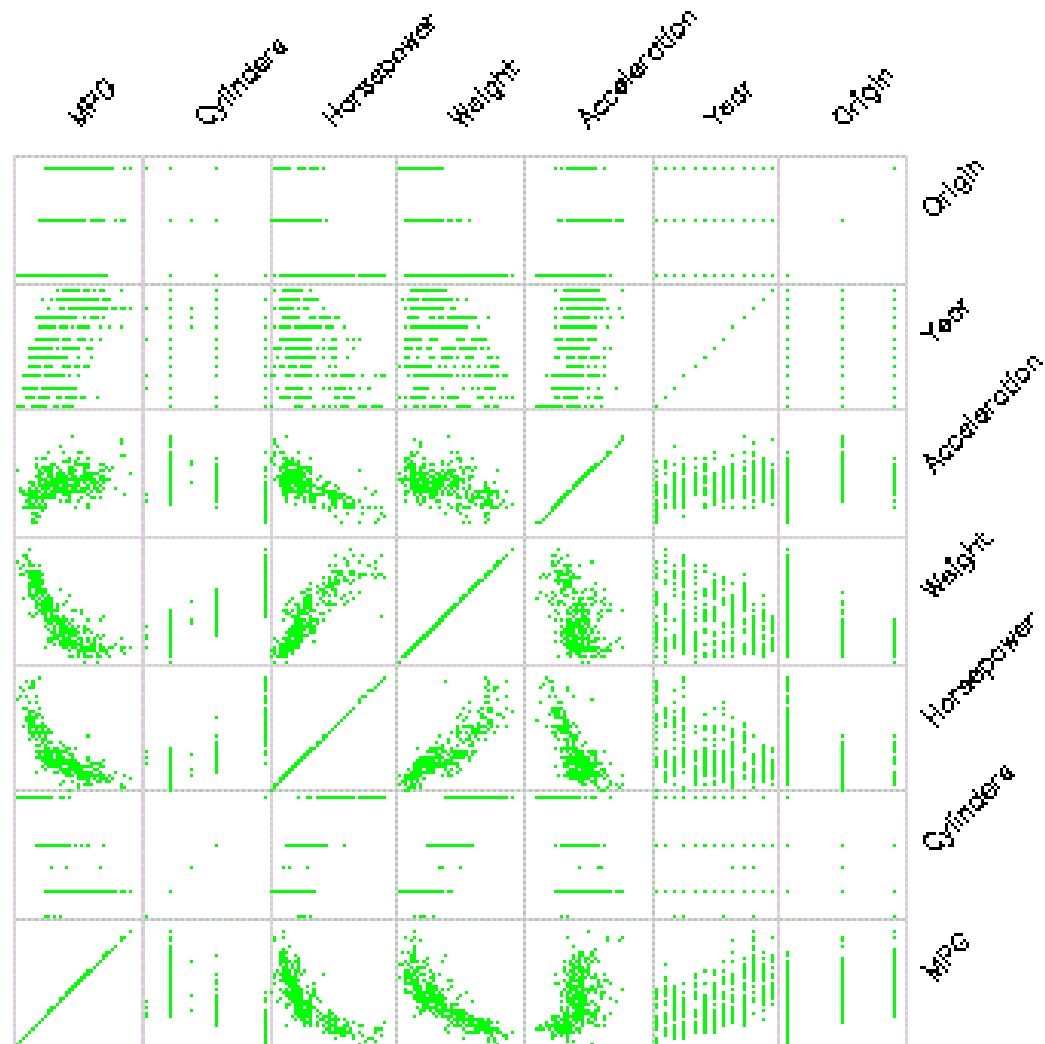 MPG
Cylinders
Horsepower
Weight
Acceleration
Year
Origin
Origin
Year
Acceleration
Weight
Horsepower
Cylinders
MPG